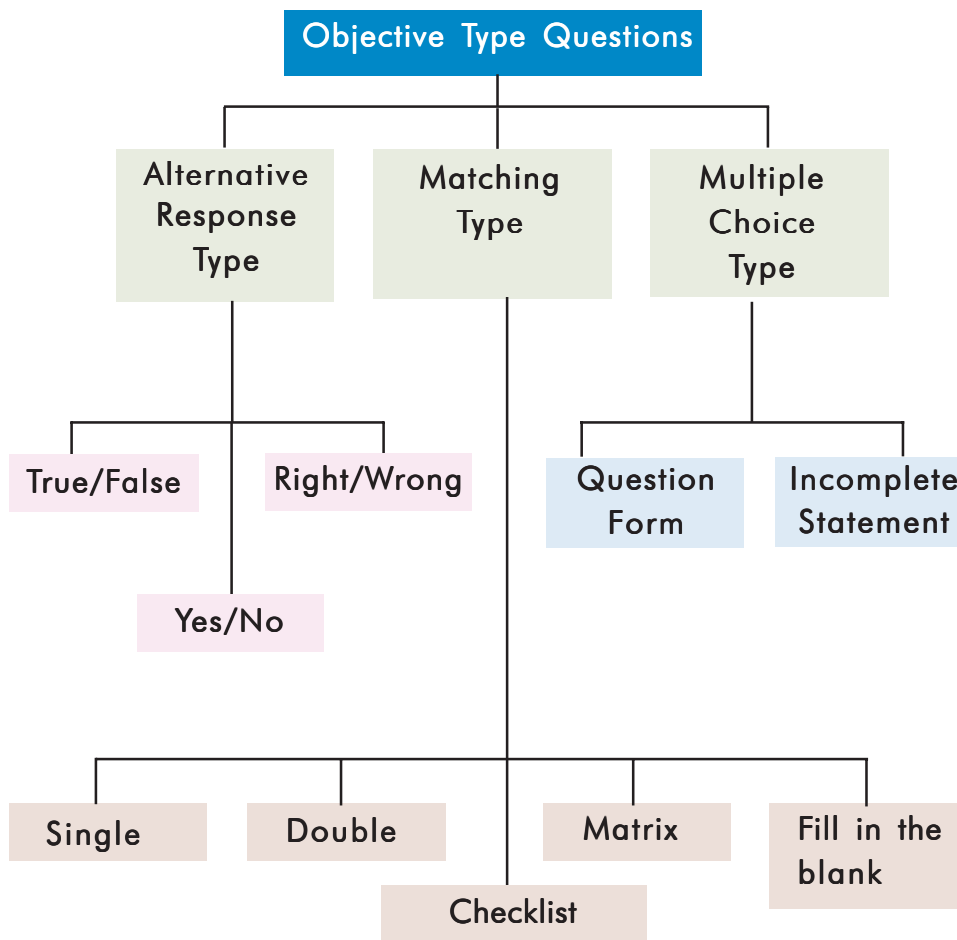 Objective Type Questions
Alternative
Response
Type
Matching
Type
Multiple
Choice
Type
True/False
Right/Wrong
Yes/No
Question
Form
Incomplete
Statement
Single
Double
Checklist
Matrix
Fill in the
blank